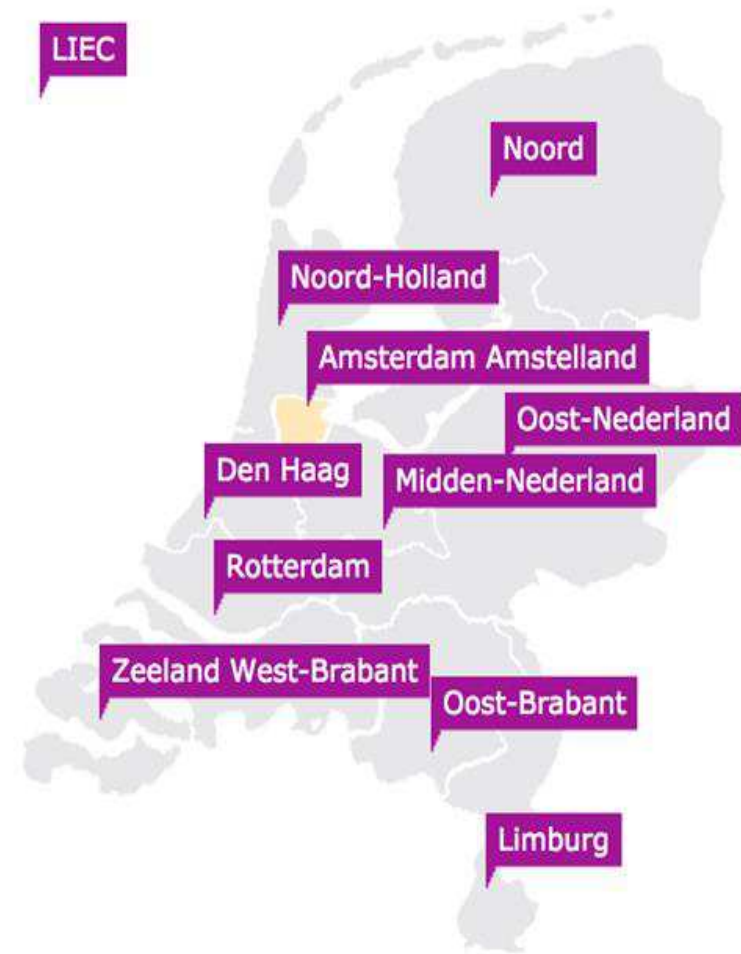 LIEC
Noord
Noord-Holland
Amsterdam Amstelland
Oost-Nederland
Den Haag
Midden-Nederland
Rotterdam
Zeeland West-Brabant
Oost-Brabant
Limburg